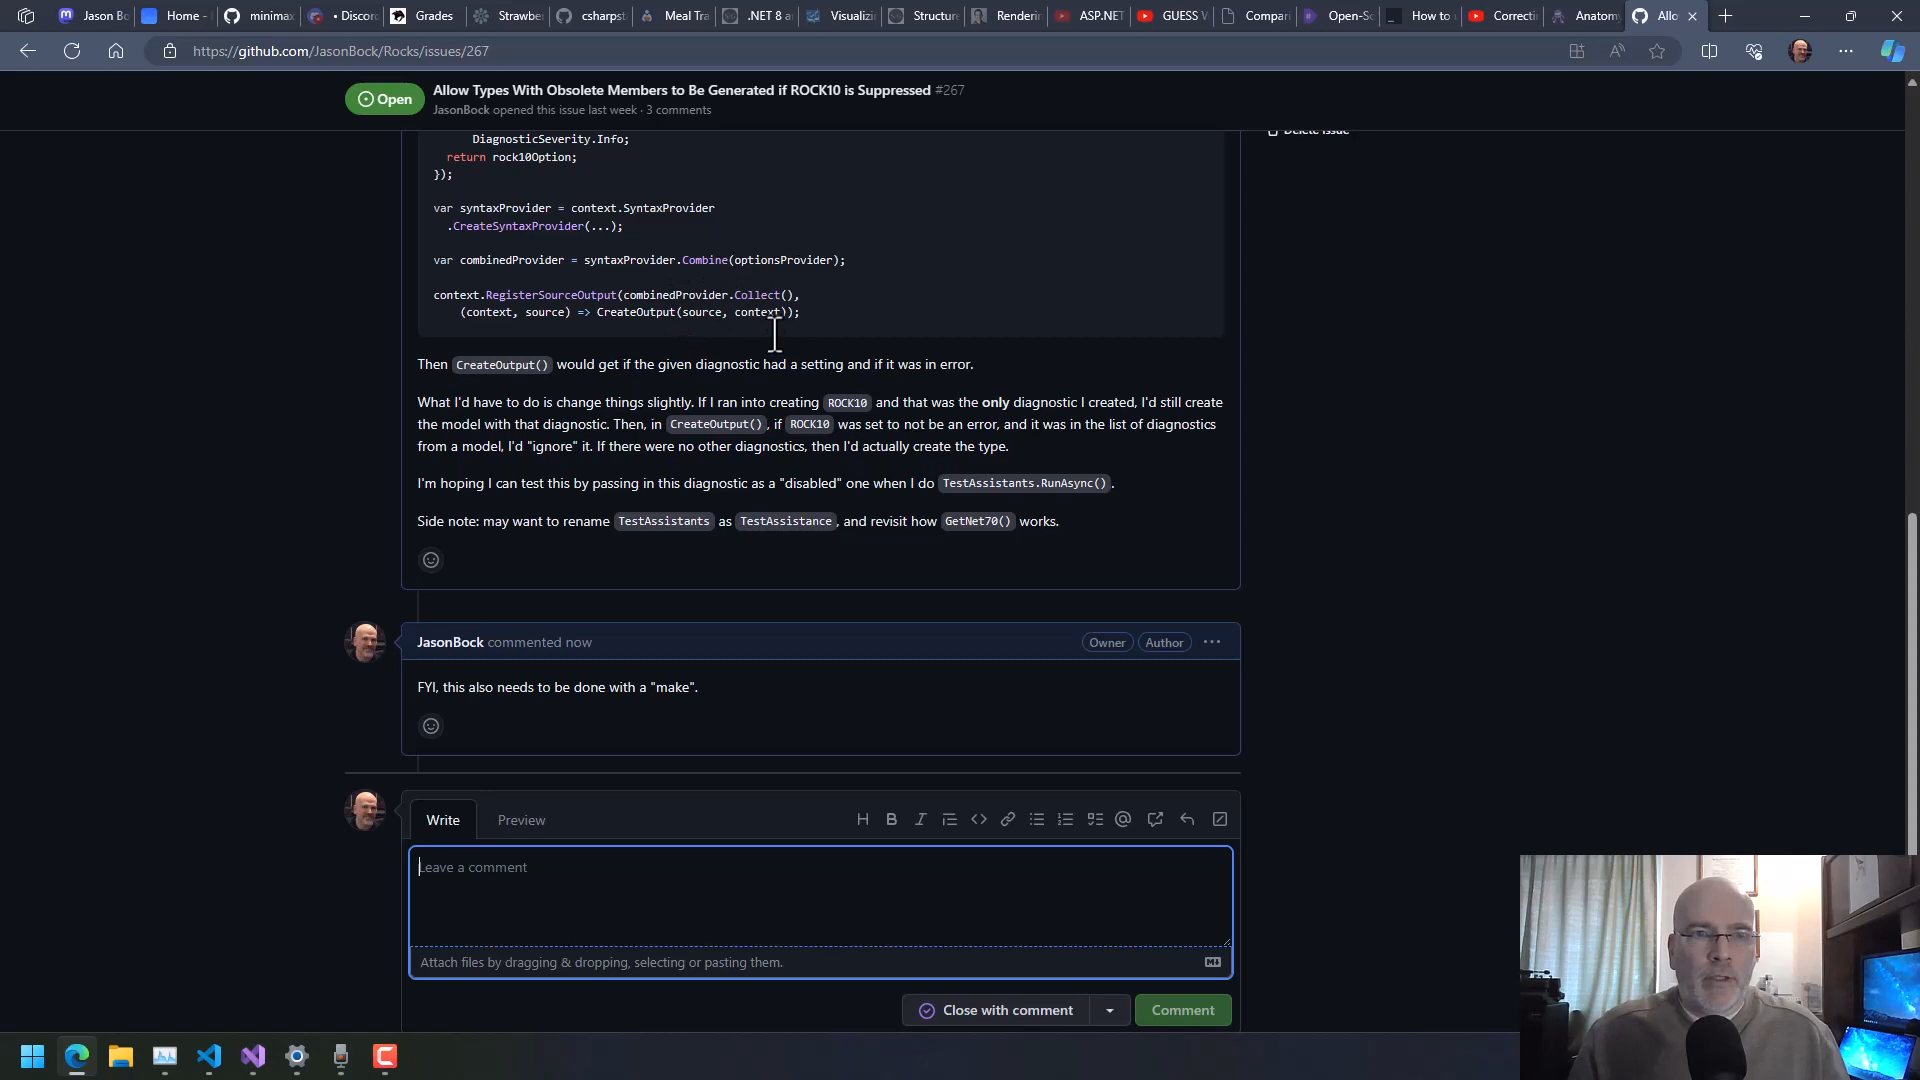 Jason Bo
Home -
minimax
• Discord
Grades
Strawbe
csharpst
Meal Tra
.NET 8 a
Visualizi
Structur
Renderi
ASP.NET
GUESS
Compari
Open-So
How to
Correcti
Anatom
Allo
https://github.com/JasonBock/Rocks/issues/267
Open
Allow Types With Obsolete Members to Be Generated if ROCK10 is Suppressed #267
JasonBock opened this issue last week · 3 comments
Delete issue
DiagnosticSeverity.Info;
return rock10Option;
});
var syntaxProvider = context.SyntaxProvider
.CreateSyntaxProvider(...);
var combinedProvider = syntaxProvider.Combine(optionsProvider);
context.RegisterSourceOutput(combinedProvider.Collect(),
(context, source) => CreateOutput(source, context));
Then CreateOutput() would get if the given diagnostic had a setting and if it was in error.
What I'd have to do is change things slightly. If I ran into creating ROCK10 and that was the only diagnostic I created, I'd still create
the model with that diagnostic. Then, in CreateOutput(), if ROCK10 was set to not be an error, and it was in the list of diagnostics
from a model, I'd "ignore" it. If there were no other diagnostics, then I'd actually create the type.
I'm hoping I can test this by passing in this diagnostic as a "disabled" one when I do TestAssistants.RunAsync().
Side note: may want to rename TestAssistants as TestAssistance, and revisit how GetNet70() works.
JasonBock commented now
Owner
Author
FYI, this also needs to be done with a "make".
Write
Preview
Leave a comment
Attach files by dragging & dropping, selecting or pasting them.
Close with comment
Comment